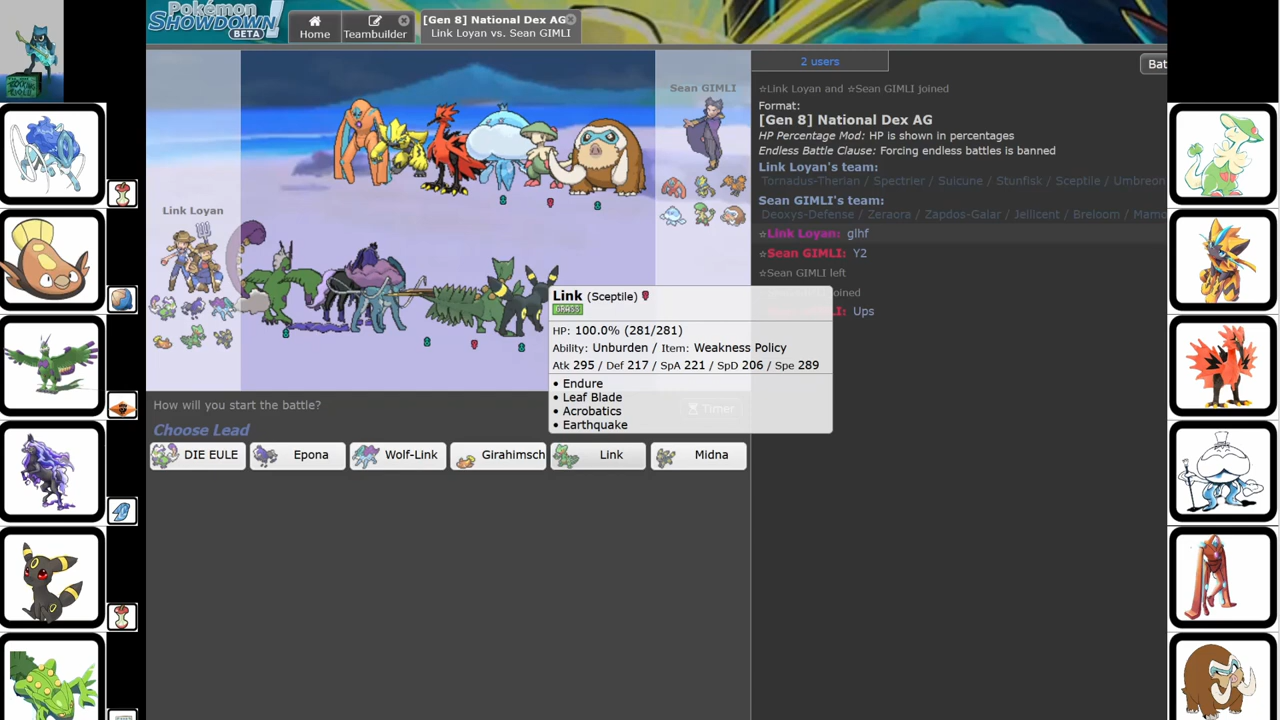 Pokémon
SHOWDOWN!
BETA
Home
Teambuilder
[Gen 8] National Dex AG
Link Loyan vs. Sean GIMLI
2 users
Bat
☆Link Loyan and ☆Sean GIMLI joined
Format:
[Gen 8] National Dex AG
HP Percentage Mod: HP is shown in percentages
Endless Battle Clause: Forcing endless battles is banned
Link Loyan's team:
Tornadus-Therian / Spectrier / Suicune / Stunfisk / Sceptile / Umbreon
Sean GIMLI's team:
Deoxys-Defense / Zeraora / Zapdos-Galar / Jellicent / Breloom / Mamo
☆Link Loyan: glhf
☆Sean GIMLI: Y2
☆Sean GIMLI left
joined
Ups
Sean GIMLI
Link Loyan
Link (Sceptile)
GRASS
HP: 100.0% (281/281)
Ability: Unburden / Item: Weakness Policy
Atk 295 / Def 217 / SpA 221 / SpD 206 / Spe 289
• Endure
• Leaf Blade
• Acrobatics
• Earthquake
How will you start the battle?
Timer
Choose Lead
DIE EULE
Epona
Wolf-Link
Girahimsch
Link
Midna